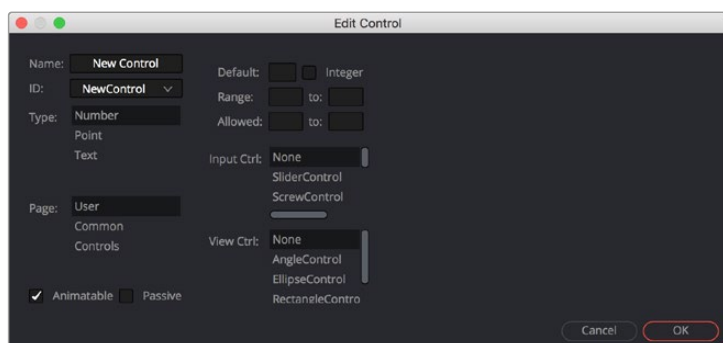 Edit Control
Name: New Control
ID: NewControl
Type: Number
Point
Text
Page: User
Common
Controls
Animatable Passive
Default: Integer
Range: to:
Allowed: to:
Input Ctrl: None
SliderControl
ScrewControl
View Ctrl: None
AngleControl
EllipseControl
RectangleContro
Cancel OK